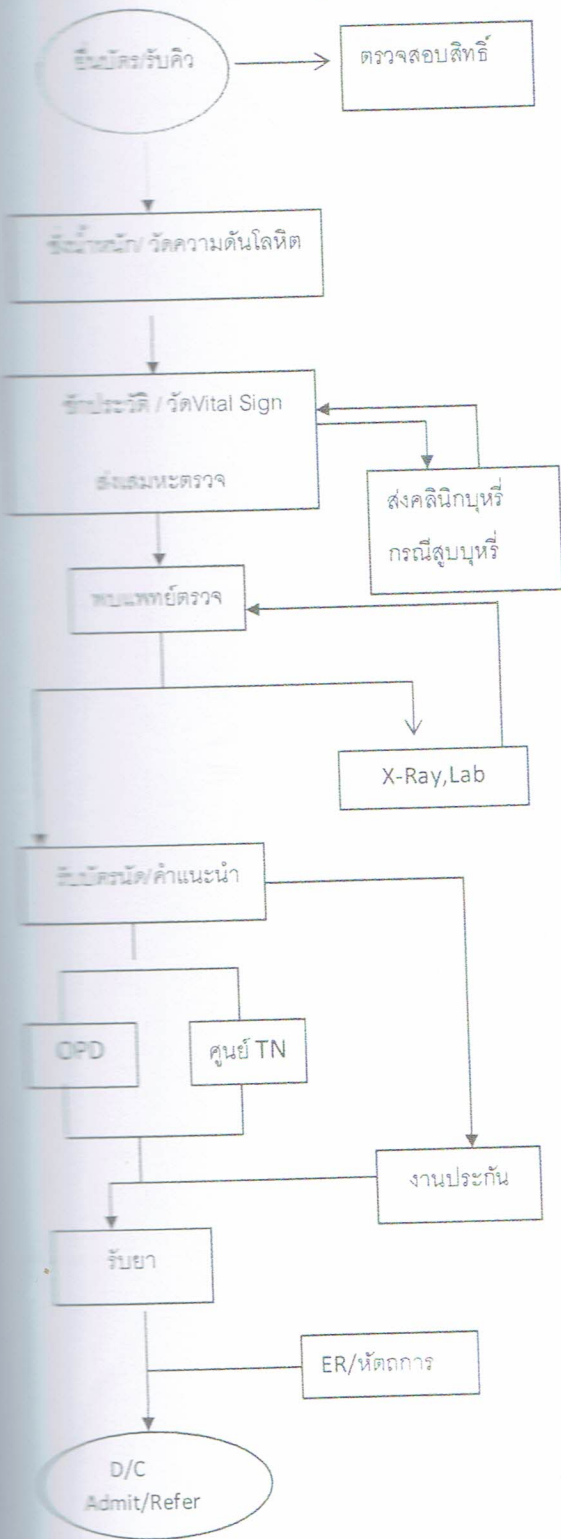 ยื่นบัตร/รับคิว
ตรวจสอบสิทธิ์
ชั่งน้ำหนัก/ วัดความดันโลหิต
ซักประวัติ / วัดVital Sign
ส่งเสมหะตรวจ
ส่งคลินิกบุหรี่
กรณีสูบบุหรี่
พบแพทย์ตรวจ
X-Ray,Lab
รับบัตรนัด/คำแนะนำ
OPD
ศูนย์ TN
งานประกัน
รับยา
ER/หัตถการ
D/C
Admit/Refer